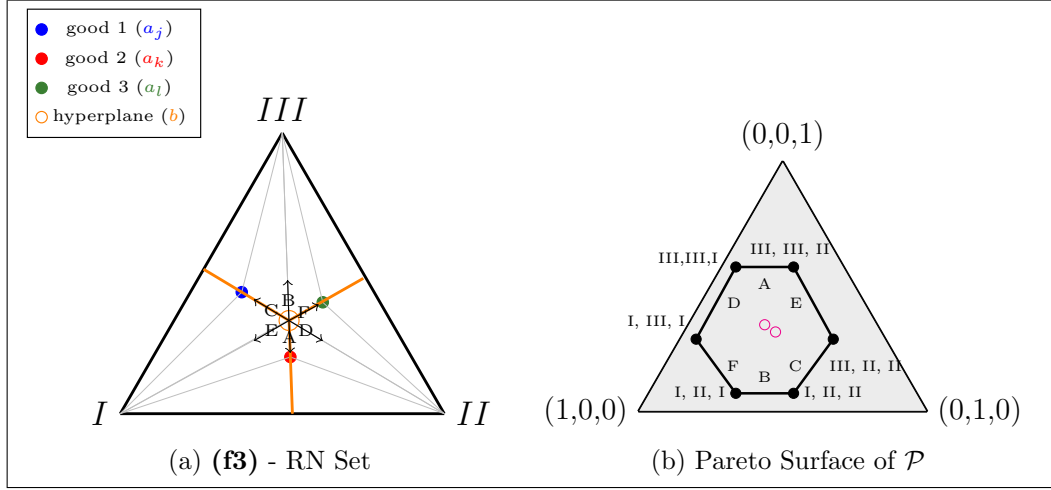 good 1 (a_j)
good 2 (a_k)
good 3 (a_l)
hyperplane (b)
III
B
C F
E D
A
I II
(a) (f3) - RN Set
(0,0,1)
III,III,I III, III, II
A
D E
I, III, I
F C III, II, II
B
I, II, I I, II, II
(1,0,0) (0,1,0)
(b) Pareto Surface of 𝒫